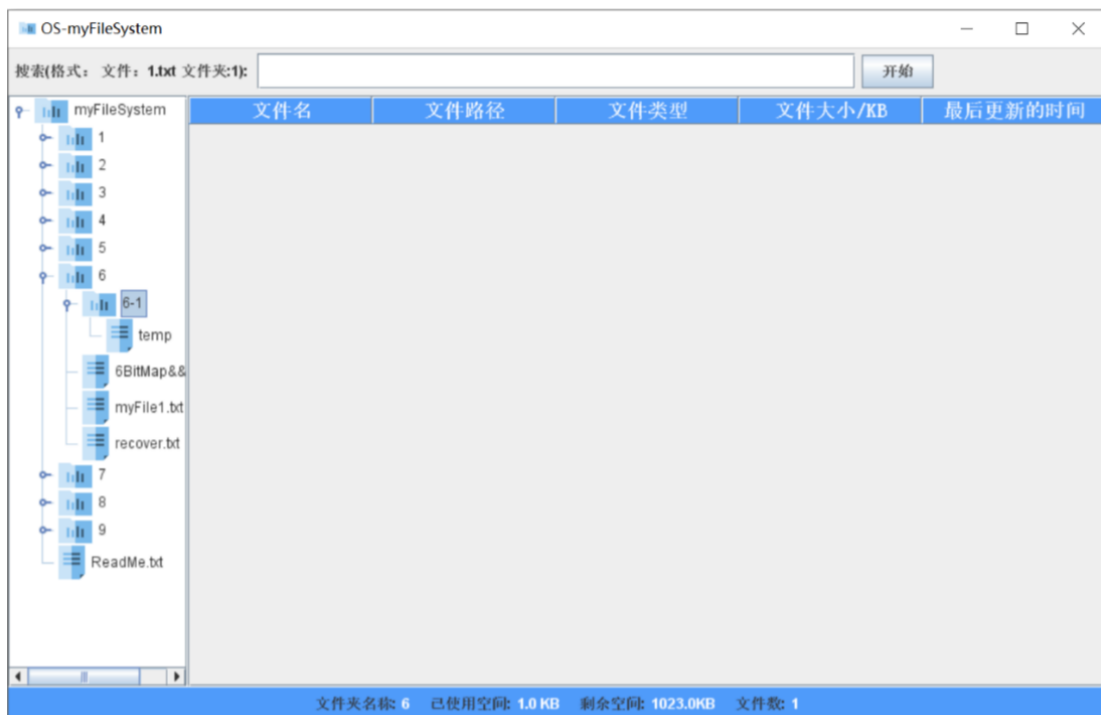 OS-myFileSystem
搜索(格式： 文件：1.txt 文件夹:1):
开始
myFileSystem
文件名 文件路径 文件类型 文件大小/KB 最后更新的时间
1
2
3
4
5
6
6-1
temp
6BitMap&&
myFile1.txt
recover.txt
7
8
9
ReadMe.txt
文件夹名称: 6 已使用空间: 1.0 KB 剩余空间: 1023.0KB 文件数: 1